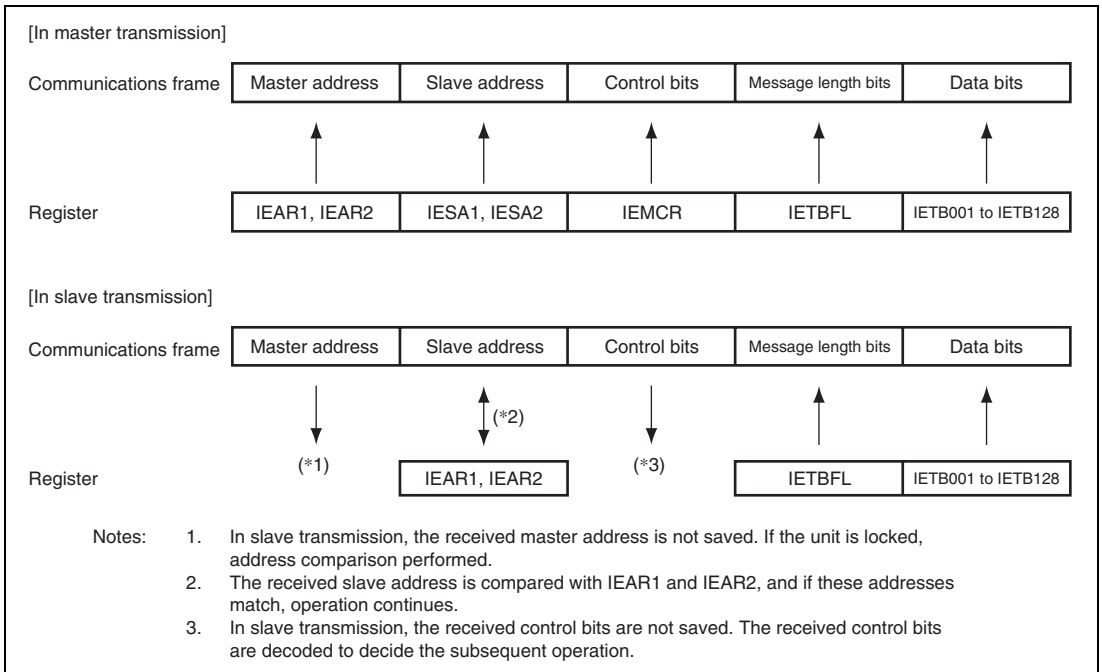 [In master transmission]
Communications frame Master address Slave address Control bits Message length bits Data bits
Register IEAR1, IEAR2 IESA1, IESA2 IEMCR IETBFL IETB001 to IETB128
[In slave transmission]
Communications frame Master address Slave address Control bits Message length bits Data bits
(*2)
(*1) (*3)
Register IEAR1, IEAR2 IETBFL IETB001 to IETB128
Notes: 1. In slave transmission, the received master address is not saved. If the unit is locked,
address comparison performed.
2. The received slave address is compared with IEAR1 and IEAR2, and if these addresses
match, operation continues.
3. In slave transmission, the received control bits are not saved. The received control bits
are decoded to decide the subsequent operation.